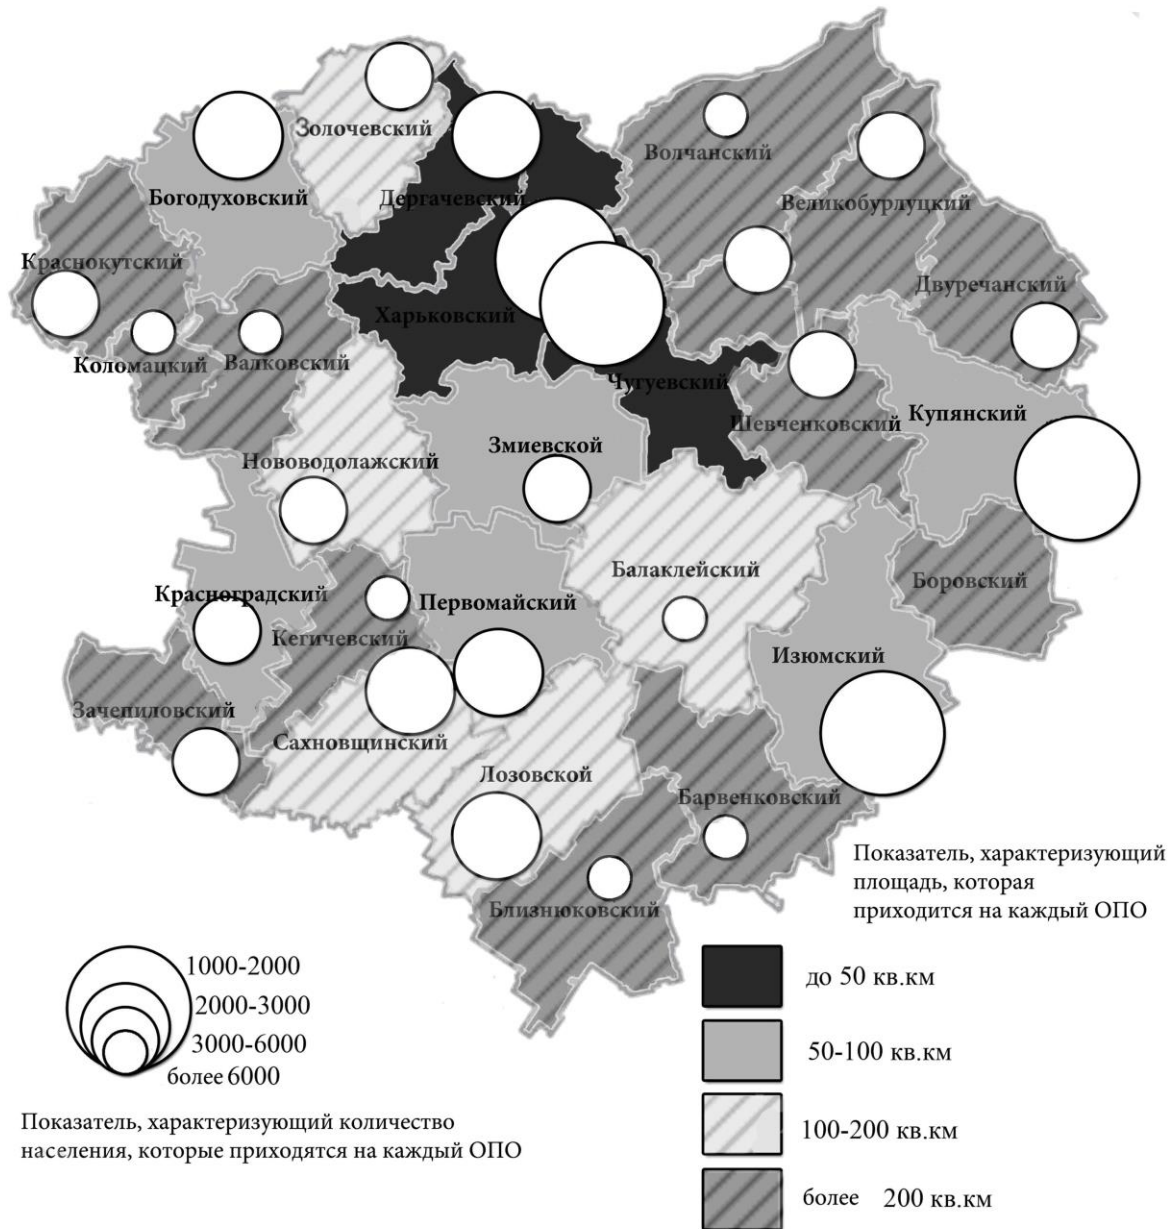 Золочевский
Волчанский
Богодуховский
Дергачевский
Великобурлуцкий
Краснокутский
Двуречанский
Харьковский
Коломацкий
Валковский
Чугуевский
Шевченковский
Купянский
Змиевской
Нововодолажский
Балаклейский
Боровский
Красноградский
Первомайский
Кегичевский
Изюмский
Зачепиловский
Сахновщинский
Лозовской
Барвенковский
Близнюковский
Показатель, характеризующий
площадь, которая
приходится на каждый ОПО
до 50 кв.км
50-100 кв.км
100-200 кв.км
более 200 кв.км
1000-2000
2000-3000
3000-6000
более 6000
Показатель, характеризующий количество
населения, которые приходятся на каждый ОПО